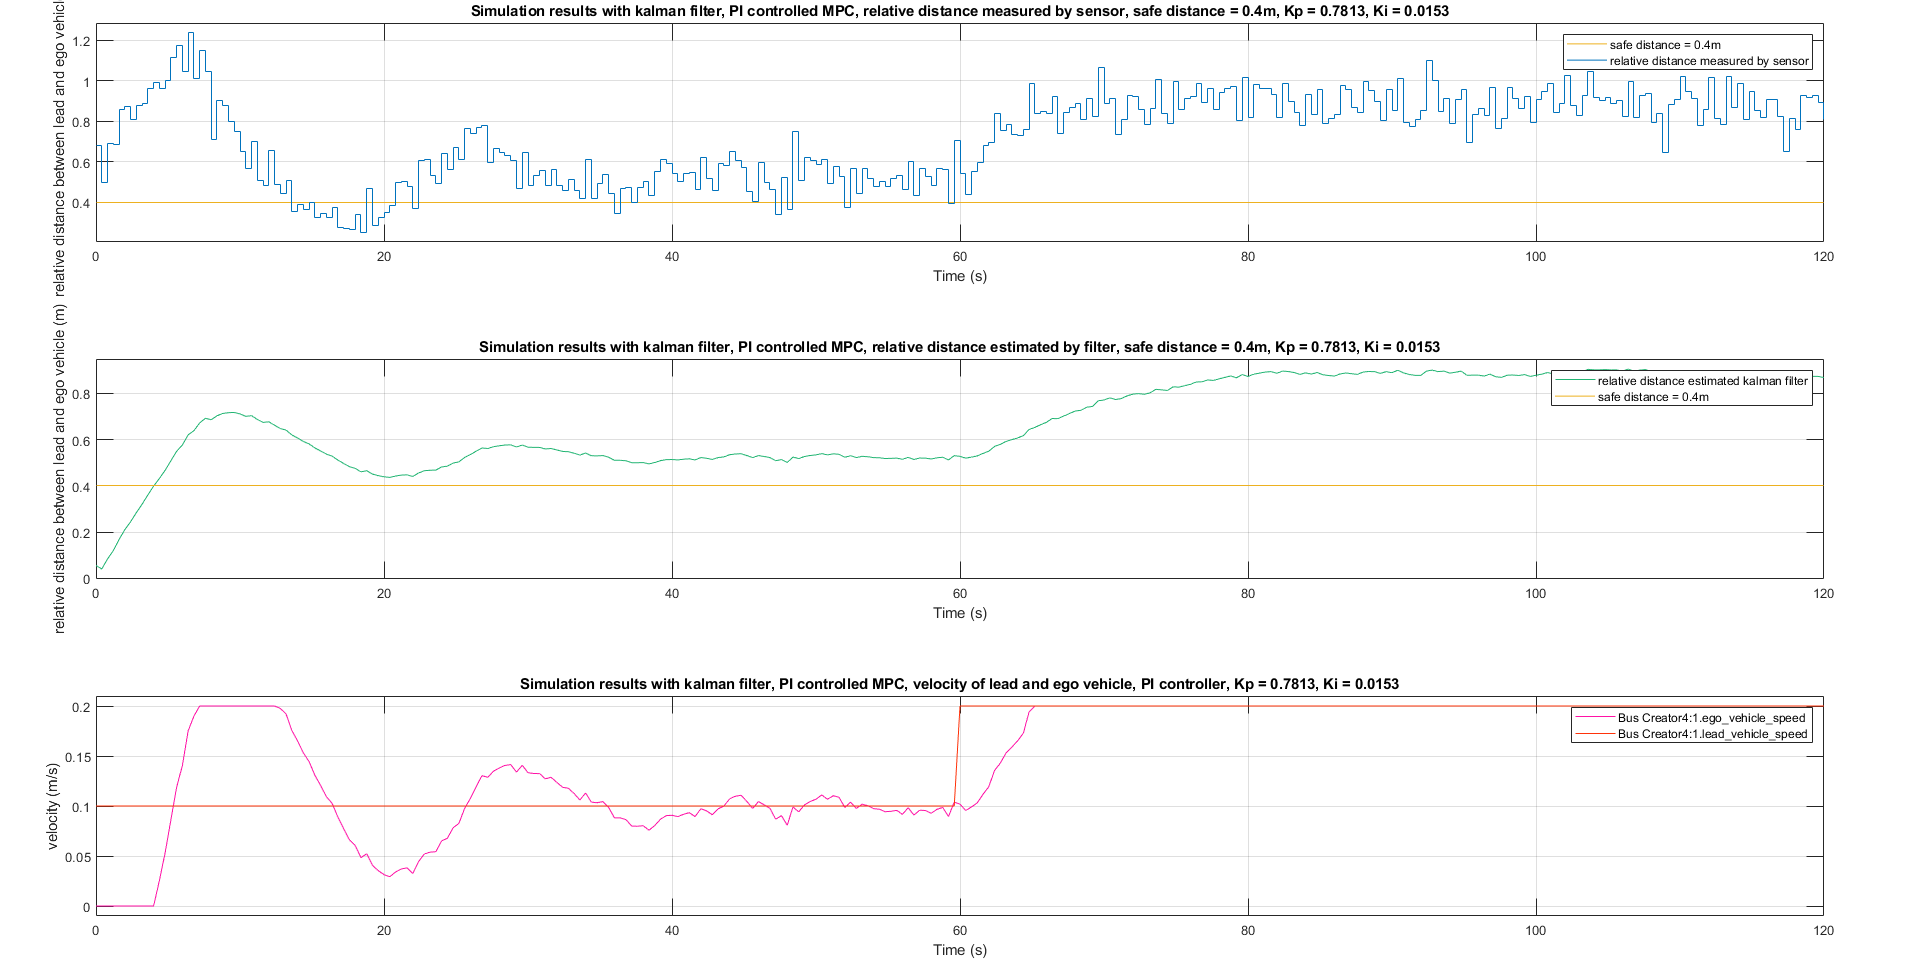 Simulation results with kalman filter, PI controlled MPC, relative distance measured by sensor, safe distance = 0.4m, Kp = 0.7813, Ki = 0.0153
relative distance between lead and ego vehicle
1.2
1
0.8
0.6
0.4
safe distance = 0.4m
relative distance measured by sensor
0
20
40
60
80
100
120
Time (s)
Simulation results with kalman filter, PI controlled MPC, relative distance estimated by filter, safe distance = 0.4m, Kp = 0.7813, Ki = 0.0153
relative distance between lead and ego vehicle (m)
0.8
0.6
0.4
0.2
0
relative distance estimated kalman filter
safe distance = 0.4m
0
20
40
60
80
100
120
Time (s)
Simulation results with kalman filter, PI controlled MPC, velocity of lead and ego vehicle, PI controller, Kp = 0.7813, Ki = 0.0153
velocity (m/s)
0.2
0.15
0.1
0.05
0
Bus Creator4:1.ego_vehicle_speed
Bus Creator4:1.lead_vehicle_speed
0
20
40
60
80
100
120
Time (s)